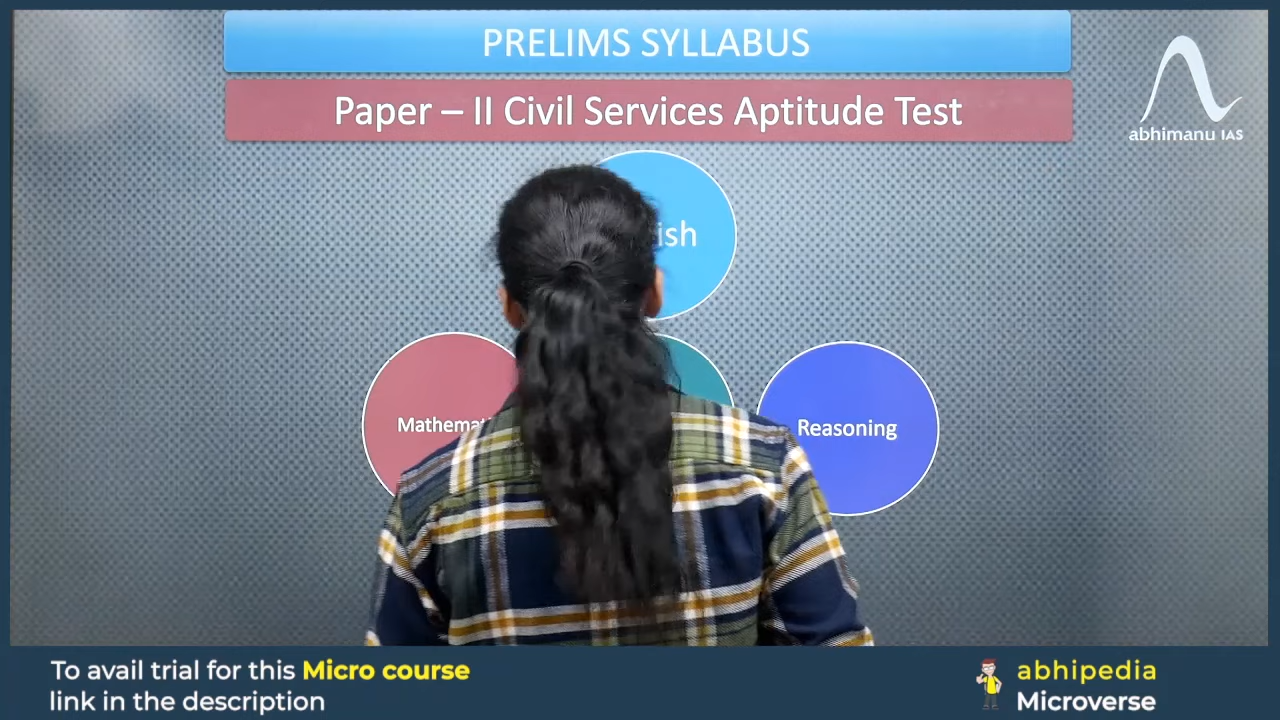 PRELIMS SYLLABUS
Paper – II Civil Services Aptitude Test
abhimanu IAS
Reasoning
To avail trial for this Micro course
link in the description
abhipedia
Microverse